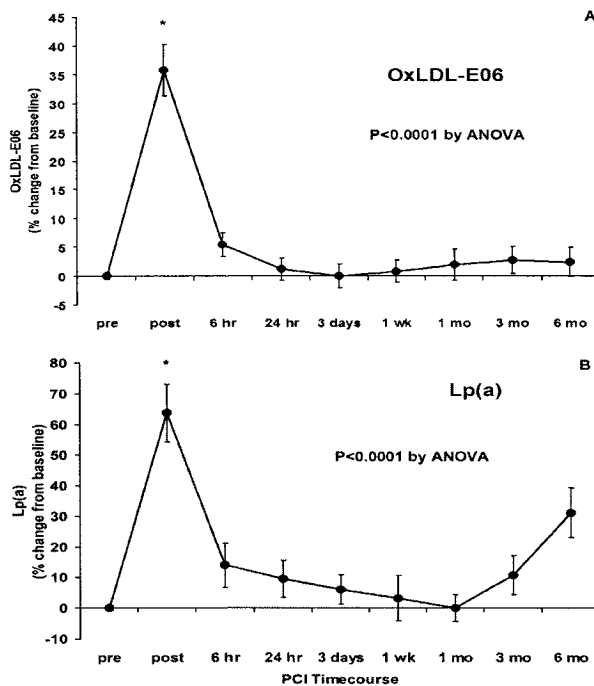 A
OxLDL-E06
P<0.0001 by ANOVA
OxLDL-E06
(% change from baseline)
45
40
35
30
25
20
15
10
5
0
-5
*
pre post 6 hr 24 hr 3 days 1 wk 1 mo 3 mo 6 mo
B
Lp(a)
P<0.0001 by ANOVA
Lp(a)
(% change from baseline)
80
70
60
50
40
30
20
10
0
-10
*
pre post 6 hr 24 hr 3 days 1 wk 1 mo 3 mo 6 mo
PCI Timecourse